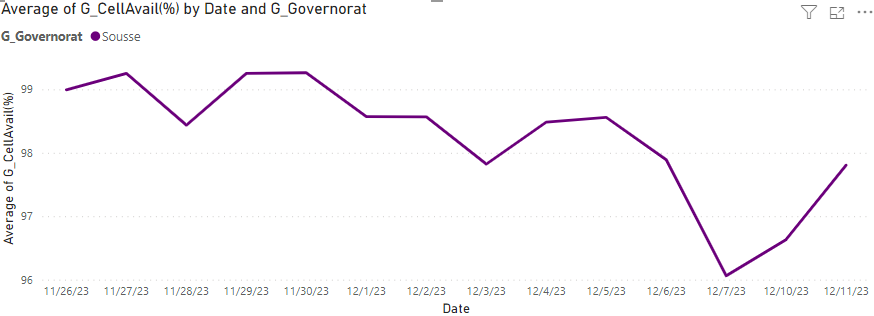 Average of G_CellAvail(%) by Date and G_Governorat
G_Governorat Sousse
Average of G_CellAvail(%)
99
98
97
96
11/26/23 11/27/23 11/28/23 11/29/23 11/30/23 12/1/23 12/2/23 12/3/23 12/4/23 12/5/23 12/6/23 12/7/23 12/10/23 12/11/23
Date